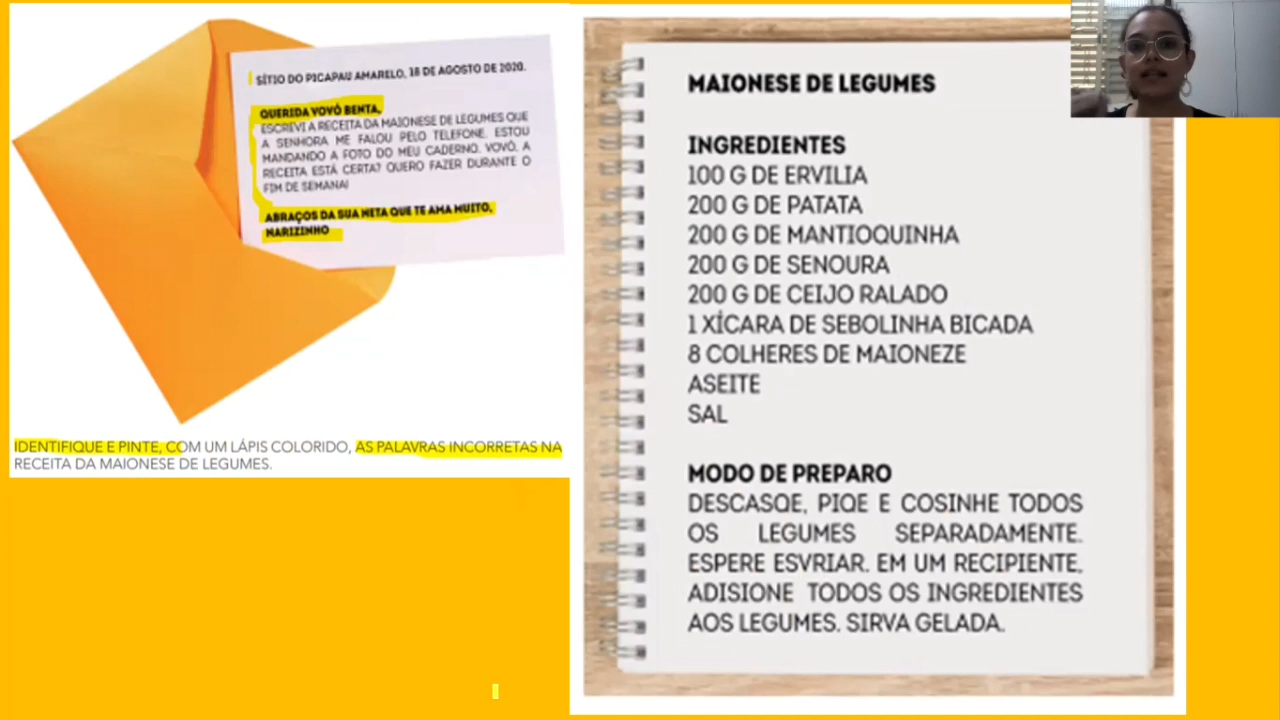 SÍTIO DO PICAPAU AMARELO, 18 DE AGOSTO DE 2020.
QUERIDA VOVÓ BENTA,
ESCREVI A RECEITA DA MAIONESE DE LEGUMES QUE
A SENHORA ME FALOU PELO TELEFONE. ESTOU
MANDANDO A FOTO DO MEU CADERNO. VOVÓ, A
RECEITA ESTÁ CERTA? QUERO FAZER DURANTE O
FIM DE SEMANA!
ABRAÇOS DA SUA NETA QUE TE AMA MUITO,
NARIZINHO
IDENTIFIQUE E PINTE, COM UM LÁPIS COLORIDO, AS PALAVRAS INCORRETAS NA
RECEITA DA MAIONESE DE LEGUMES.
MAIONESE DE LEGUMES
INGREDIENTES
100 G DE ERVILIA
200 G DE PATATA
200 G DE MANTIOQUINHA
200 G DE SENOURA
200 G DE CEIJO RALADO
1 XÍCARA DE SEBOLINHA BICADA
8 COLHERES DE MAIONEZE
ASEITE
SAL
MODO DE PREPARO
DESCASQE, PIQE E COSINHE TODOS
OS LEGUMES SEPARADAMENTE.
ESPERE ESVRIAR. EM UM RECIPIENTE,
ADISIONE TODOS OS INGREDIENTES
AOS LEGUMES. SIRVA GELADA.